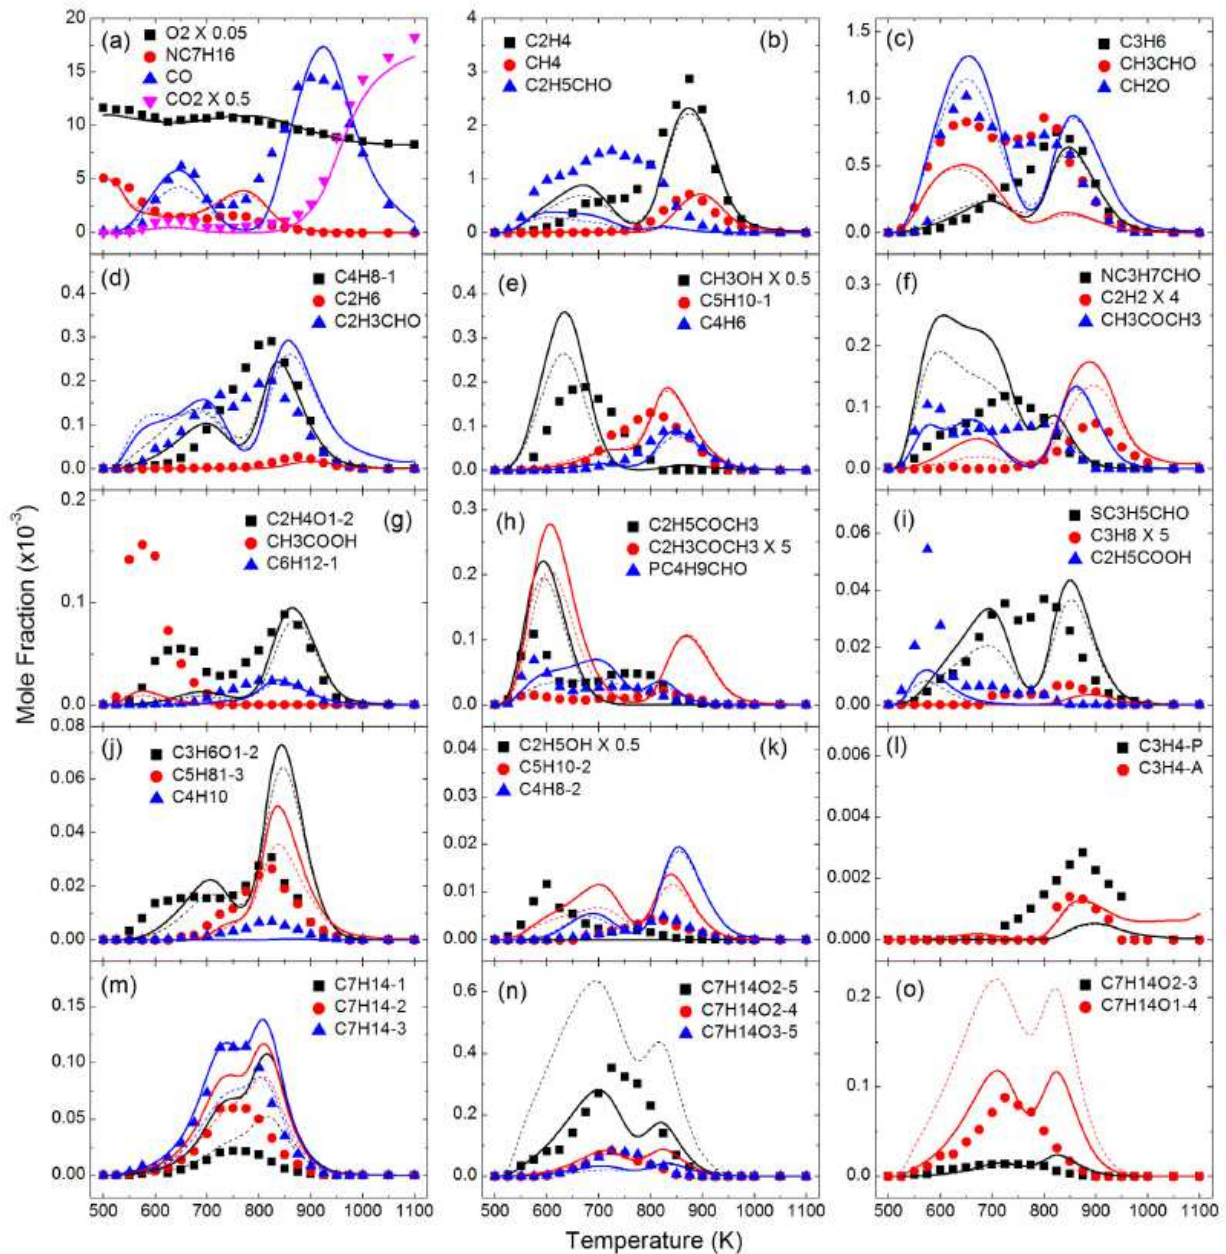 20
15
10
5
0
(a)
O2 X 0.05
NC7H16
CO
CO2 X 0.5
4
3
2
1
0
C2H4
CH4
C2H5CHO
(b)
1.5
1.0
0.5
0.0
(c)
C3H6
CH3CHO
CH2O
0.4
0.3
0.2
0.1
0.0
(d)
C4H8-1
C2H6
C2H3CHO
0.4
0.3
0.2
0.1
0.0
(e)
CH3OH X 0.5
C5H10-1
C4H6
0.3
0.2
0.1
0.0
(f)
NC3H7CHO
C2H2 X 4
CH3COCH3
0.2
0.1
0.0
C2H4O1-2
CH3COOH
C6H12-1
(g)
0.3
0.2
0.1
0.0
(h)
C2H5COCH3
C2H3COCH3 X 5
PC4H9CHO
0.06
0.04
0.02
0.00
(i)
SC3H5CHO
C3H8 X 5
C2H5COOH
0.08
0.06
0.04
0.02
0.00
(j)
C3H6O1-2
C5H81-3
C4H10
0.04
0.03
0.02
0.01
0.00
C2H5OH X 0.5
C5H10-2
C4H8-2
(k)
0.006
0.004
0.002
0.000
(l)
C3H4-P
C3H4-A
0.15
0.10
0.05
0.00
(m)
C7H14-1
C7H14-2
C7H14-3
0.6
0.4
0.2
0.0
(n)
C7H14O2-5
C7H14O2-4
C7H14O3-5
0.2
0.1
0.0
(o)
C7H14O2-3
C7H14O1-4
500 600 700 800 900 1000 1100
500 600 700 800 900 1000 1100
500 600 700 800 900 1000 1100
Mole Fraction (x10-3)
Temperature (K)